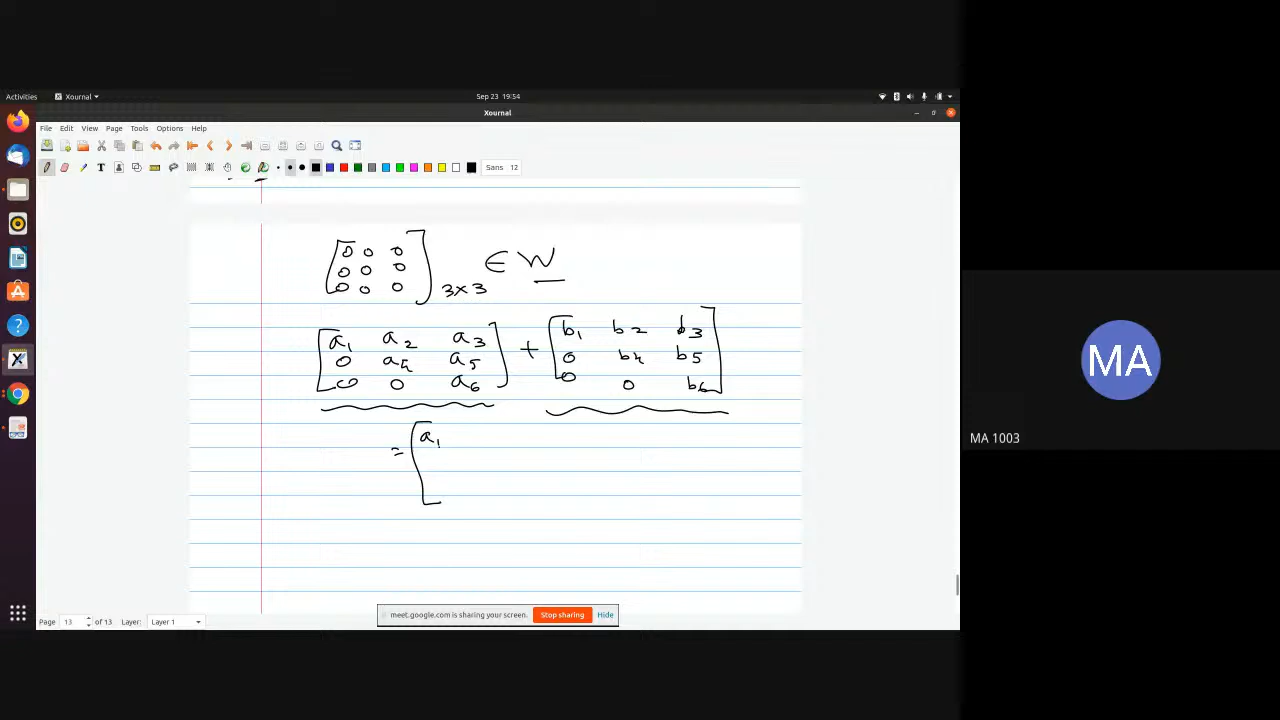 Activities Xournal Sep 23 19:54
Xournal
File Edit View Page Tools Options Help
Sans 12
[0 0 0
0 0 0
0 0 0] 3×3 ∈ W
[a1 a2 a3 + [b1 b2 b3
0 a4 a5 0 b4 b5
0 0 a6] 0 0 b6]
= [a1
MA
MA 1003
meet.google.com is sharing your screen. Stop sharing Hide
Page 13 of 13 Layer: Layer 1